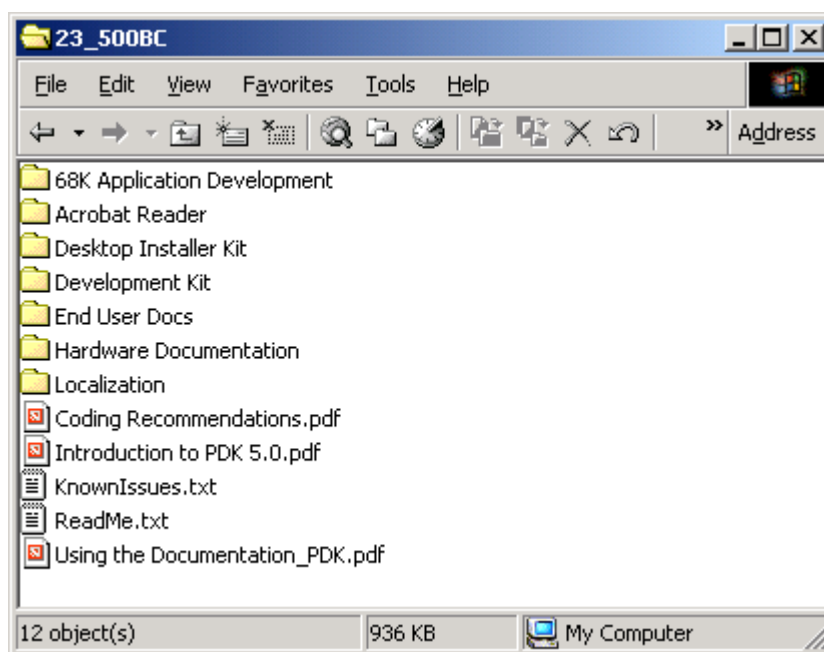 23_500BC
File Edit View Favorites Tools Help
» Address
68K Application Development
Acrobat Reader
Desktop Installer Kit
Development Kit
End User Docs
Hardware Documentation
Localization
Coding Recommendations.pdf
Introduction to PDK 5.0.pdf
KnownIssues.txt
ReadMe.txt
Using the Documentation_PDK.pdf
12 object(s) 936 KB My Computer